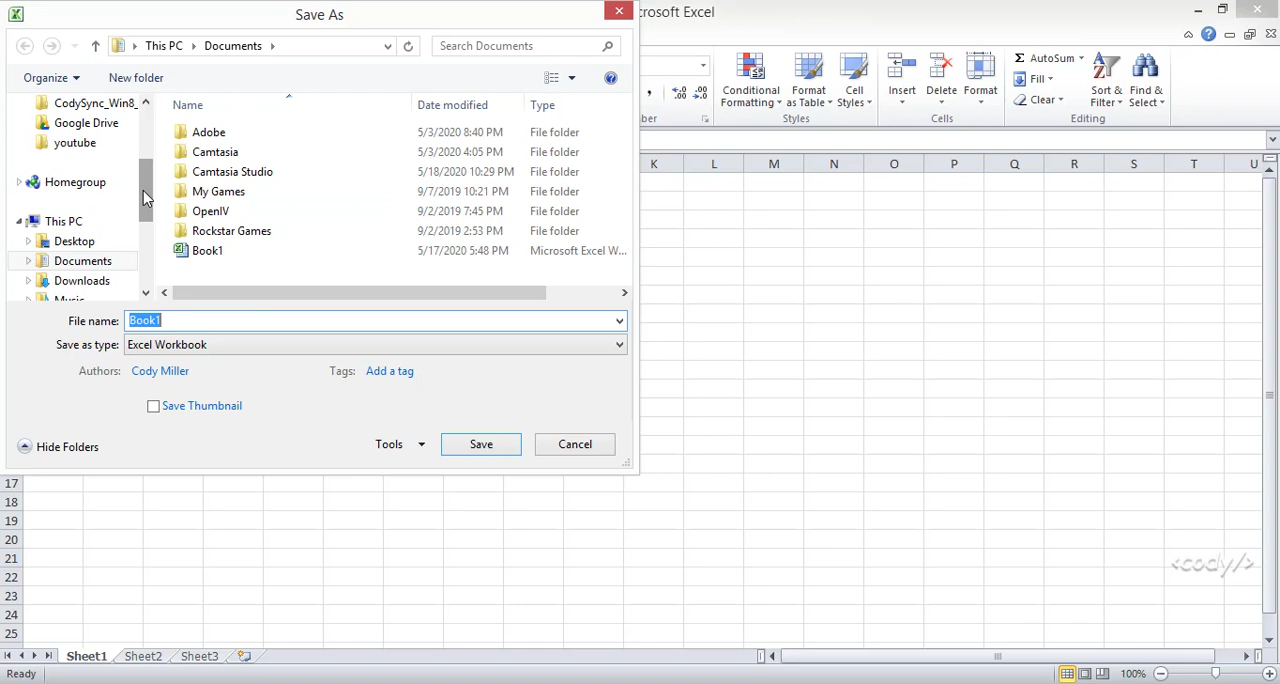 Save As
crosoft Excel
This PC Documents
Search Documents
Organize New folder
CodySync_Win8_
Google Drive
youtube
Homegroup
This PC
Desktop
Documents
Downloads
Music
Name Date modified Type
Adobe 5/3/2020 8:40 PM File folder
Camtasia 5/3/2020 4:05 PM File folder
Camtasia Studio 5/18/2020 10:29 PM File folder
My Games 9/7/2019 10:21 PM File folder
OpenIV 9/2/2019 7:45 PM File folder
Rockstar Games 9/2/2019 2:53 PM File folder
Book1 5/17/2020 5:48 PM Microsoft Excel W...
File name: Book1
Save as type: Excel Workbook
Authors: Cody Miller Tags: Add a tag
Save Thumbnail
Hide Folders Tools Save Cancel
Conditional Formatting
Format as Table
Cell Styles
Insert Delete Format
Σ AutoSum
Fill
Clear
Sort & Filter
Find & Select
ber Styles Cells Editing
K L M N O P Q R S T U
17
18
19
20
21
22
23
24
25
<cody/>
Sheet1 Sheet2 Sheet3
Ready 100%